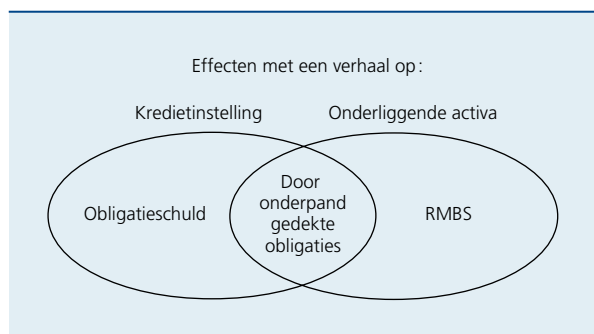 Effecten met een verhaal op:
Kredietinstelling
Onderliggende activa
Obligatieschuld
Door
onderpand
gedekte
obligaties
RMBS